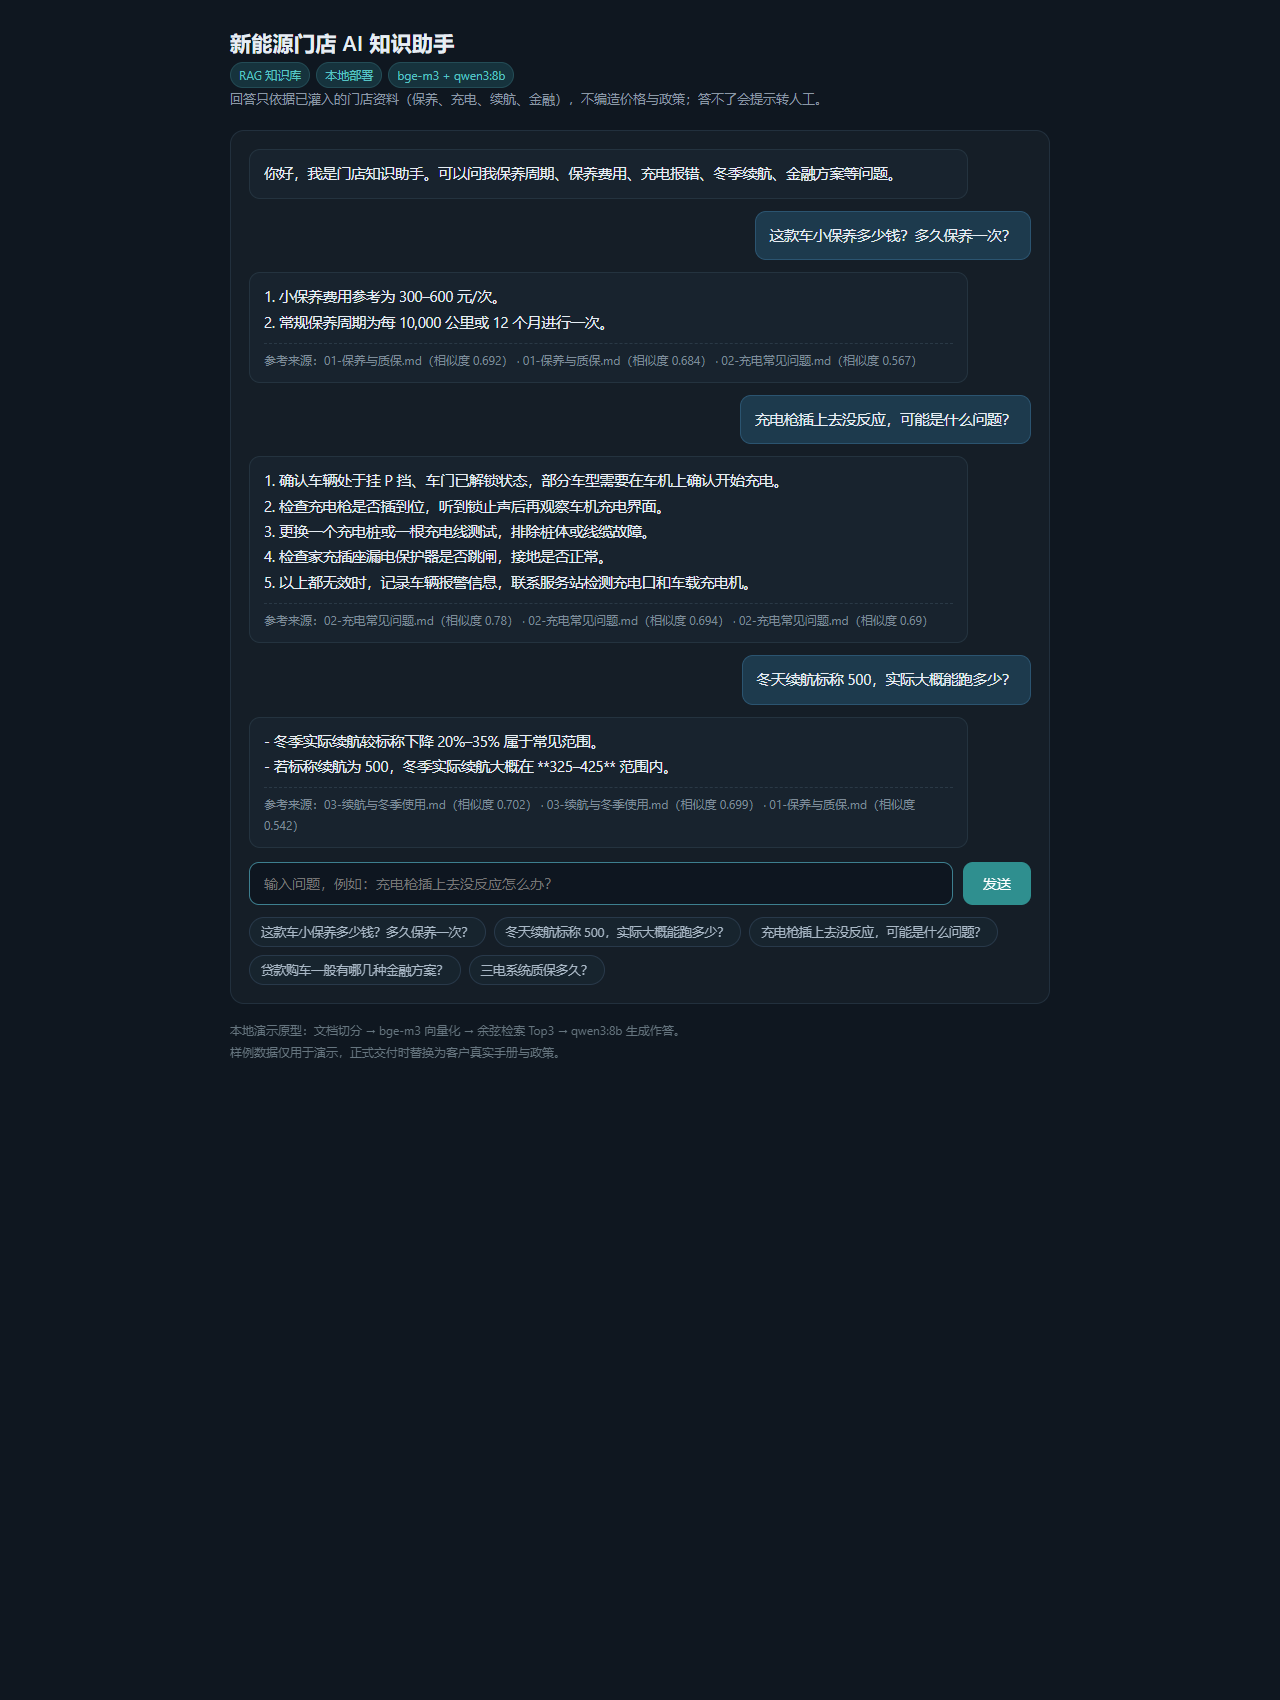 新能源门店 AI 知识助手
RAG 知识库 本地部署 bge-m3 + qwen3:8b
回答只依据已灌入的门店资料（保养、充电、续航、金融），不编造价格与政策；答不了会提示转人工。
你好，我是门店知识助手。可以问我保养周期、保养费用、充电报错、冬季续航、金融方案等问题。
这款车小保养多少钱？多久保养一次？
1. 小保养费用参考为 300–600 元/次。
2. 常规保养周期为每 10,000 公里或 12 个月进行一次。
参考来源：01-保养与质保.md（相似度 0.692） · 01-保养与质保.md（相似度 0.684） · 02-充电常见问题.md（相似度 0.567）
充电枪插上去没反应，可能是什么问题？
1. 确认车辆处于挂 P 挡、车门已解锁状态，部分车型需要在车机上确认开始充电。
2. 检查充电枪是否插到位，听到锁止声后再观察车机充电界面。
3. 更换一个充电桩或一根充电线测试，排除桩体或线缆故障。
4. 检查家充插座漏电保护器是否跳闸，接地是否正常。
5. 以上都无效时，记录车辆报警信息，联系服务站检测充电口和车载充电机。
参考来源：02-充电常见问题.md（相似度 0.78） · 02-充电常见问题.md（相似度 0.694） · 02-充电常见问题.md（相似度 0.69）
冬天续航标称 500，实际大概能跑多少？
- 冬季实际续航较标称下降 20%–35% 属于常见范围。
- 若标称续航为 500，冬季实际续航大概在 **325–425** 范围内。
参考来源：03-续航与冬季使用.md（相似度 0.702） · 03-续航与冬季使用.md（相似度 0.699） · 01-保养与质保.md（相似度
0.542）
输入问题，例如：充电枪插上去没反应怎么办？ 发送
这款车小保养多少钱？多久保养一次？ 冬天续航标称 500，实际大概能跑多少？ 充电枪插上去没反应，可能是什么问题？
贷款购车一般有哪几种金融方案？ 三电系统质保多久？
本地演示原型：文档切分 → bge-m3 向量化 → 余弦检索 Top3 → qwen3:8b 生成作答。
样例数据仅用于演示，正式交付时替换为客户真实手册与政策。